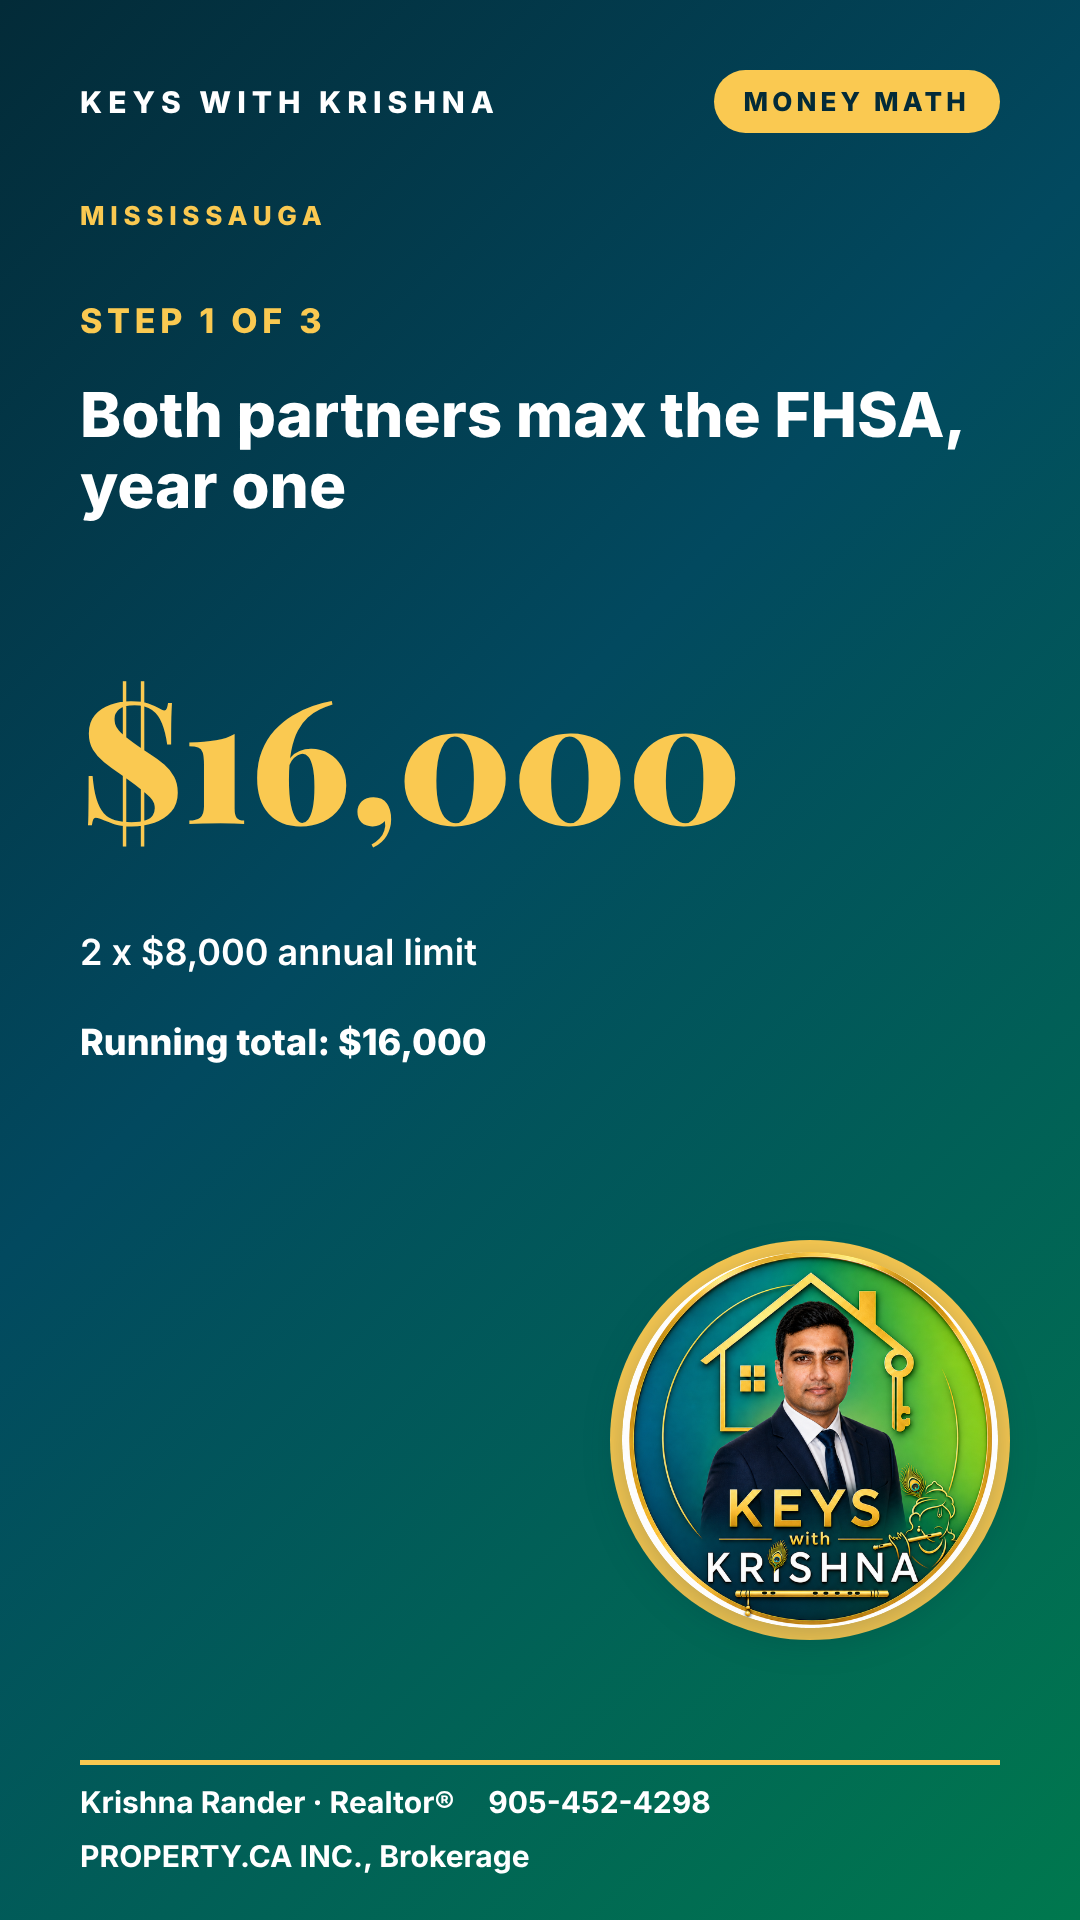 KEYS WITH KRISHNA
MONEY MATH
MISSISSAUGA
STEP 1 OF 3
Both partners max the FHSA,
year one
$16,000
2 x $8,000 annual limit
Running total: $16,000
KEYS
with
KRISHNA
Krishna Rander · Realtor® 905-452-4298
PROPERTY.CA INC., Brokerage